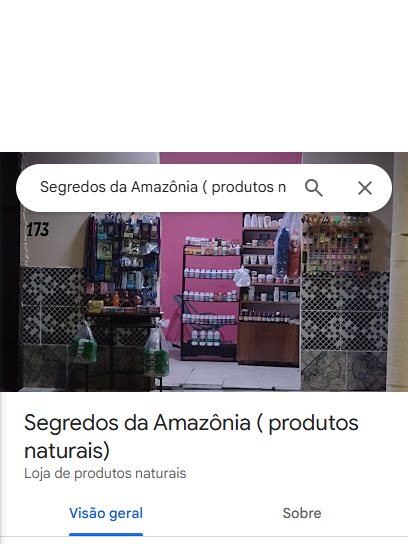 Segredos da Amazônia ( produtos n
173
Segredos da Amazônia ( produtos
naturais)
Loja de produtos naturais
Visão geral
Sobre